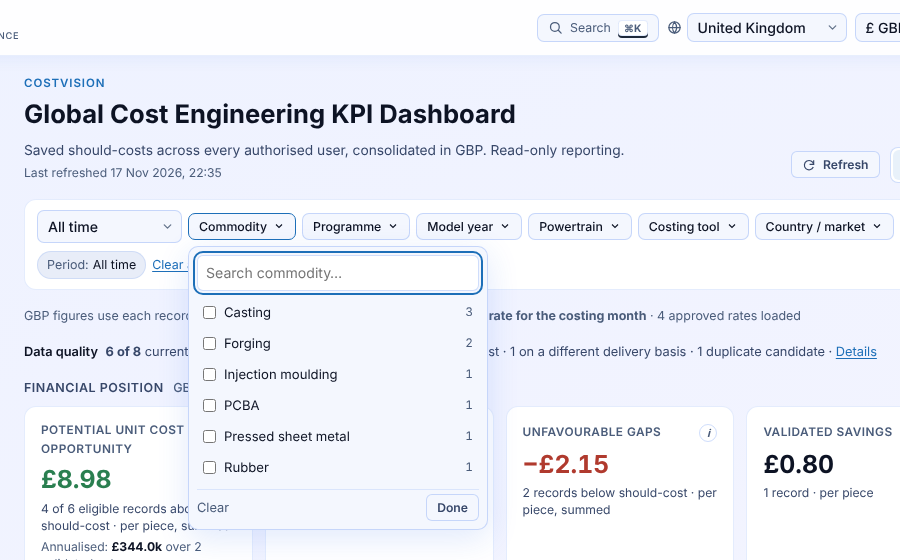 NCE
Search ⌘K United Kingdom £ GB
COSTVISION
Global Cost Engineering KPI Dashboard
Saved should-costs across every authorised user, consolidated in GBP. Read-only reporting.
Last refreshed 17 Nov 2026, 22:35
Refresh
All time Commodity Programme Model year Powertrain Costing tool Country / market
Period: All time Clear
Search commodity...
Casting 3
Forging 2
Injection moulding 1
PCBA 1
Pressed sheet metal 1
Rubber 1
Clear Done
GBP figures use each recor rate for the costing month · 4 approved rates loaded
Data quality 6 of 8 current st · 1 on a different delivery basis · 1 duplicate candidate · Details
FINANCIAL POSITION GB
POTENTIAL UNIT COST
OPPORTUNITY
£8.98
4 of 6 eligible records abo
should-cost · per piece, su
Annualised: £344.0k over 2
UNFAVOURABLE GAPS i
−£2.15
2 records below should-cost · per
piece, summed
VALIDATED SAVINGS
£0.80
1 record · per piece